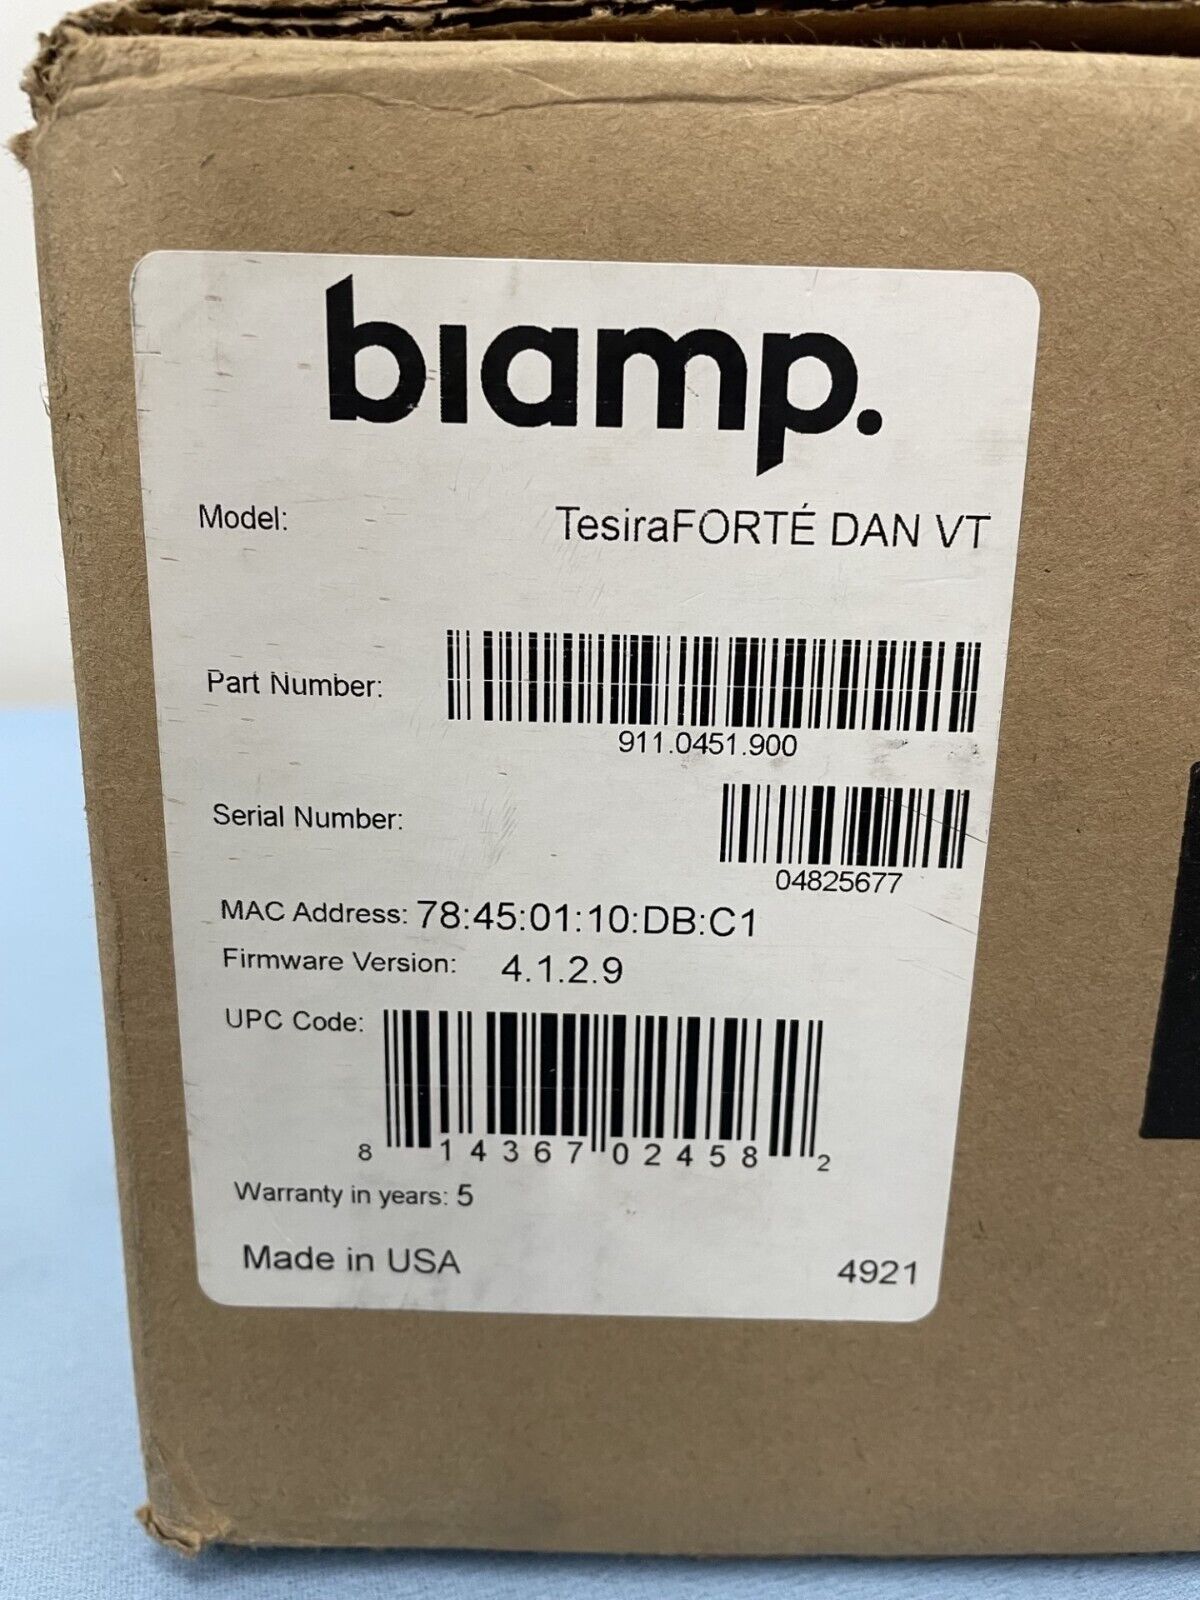 biamp.
Model: TesiraFORTÉ DAN VT
Part Number:
911.0451.900
Serial Number:
04825677
MAC Address: 78:45:01:10:DB:C1
Firmware Version: 4.1.2.9
UPC Code:
8 14367 02458 2
Warranty in years: 5
Made in USA 4921